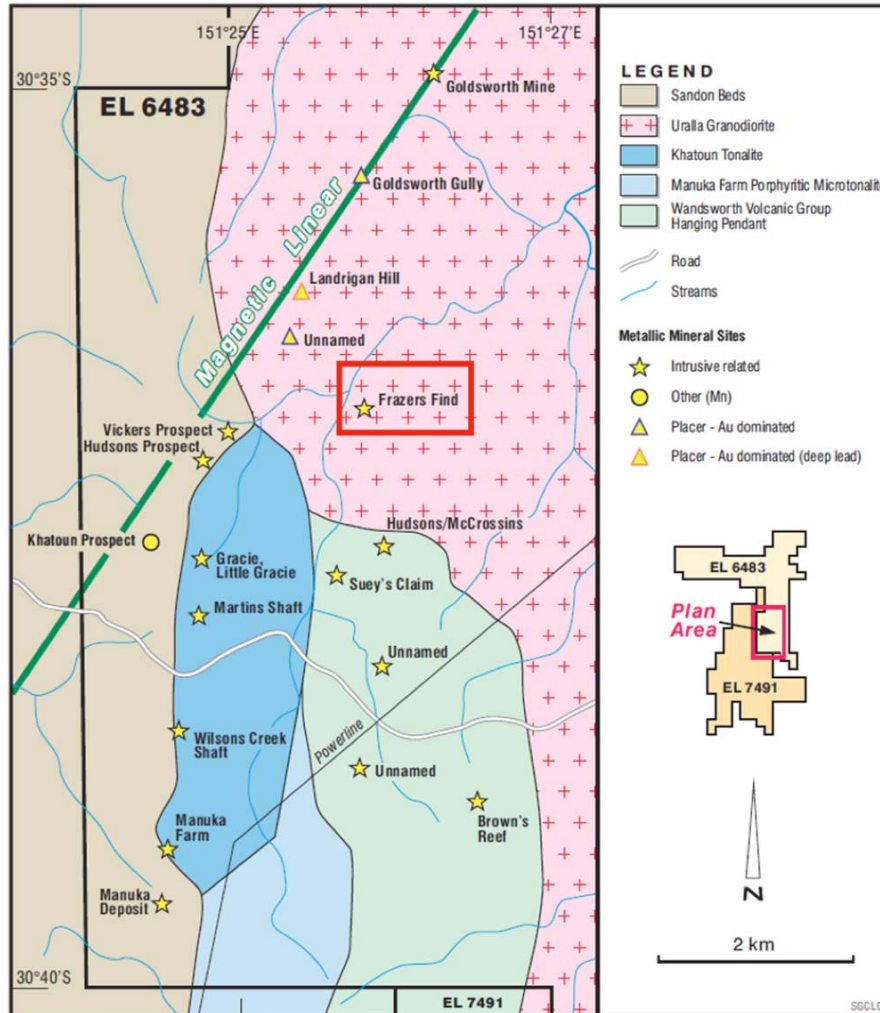 151°25'E
151°27'E
30°35'S
EL 6483
Goldsworth Mine
Goldsworth Gully
Magnetic Linear
Landrigan Hill
Unnamed
Frazers Find
Vickers Prospect
Hudsons Prospect
Khatoun Prospect
Hudsons/McCrossins
Gracie,
Little Gracie
Suey's Claim
Martins Shaft
Unnamed
Powerline
Wilsons Creek
Shaft
Unnamed
Brown's
Reef
Manuka
Farm
Manuka
Deposit
30°40'S
EL 7491
LEGEND
Sandon Beds
Uralla Granodiorite
Khatoun Tonalite
Manuka Farm Porphyritic Microtonalit
Wandsworth Volcanic Group
Hanging Pendant
Road
Streams
Metallic Mineral Sites
Intrusive related
Other (Mn)
Placer - Au dominated
Placer - Au dominated (deep lead)
EL 6483
Plan
Area
EL 7491
N
2 km